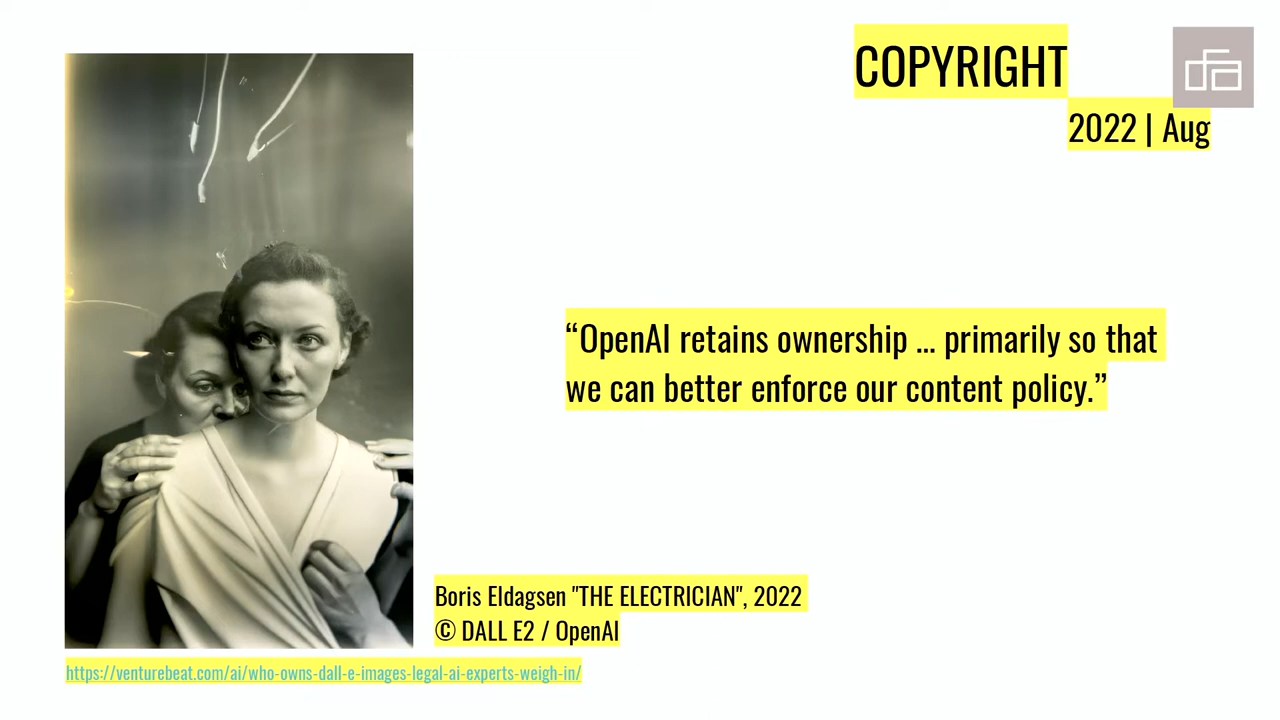 COPYRIGHT
dfa
2022 | Aug
“OpenAI retains ownership ... primarily so that
we can better enforce our content policy.”
Boris Eldagsen "THE ELECTRICIAN", 2022
© DALL E2 / OpenAI
https://venturebeat.com/ai/who-owns-dall-e-images-legal-ai-experts-weigh-in/